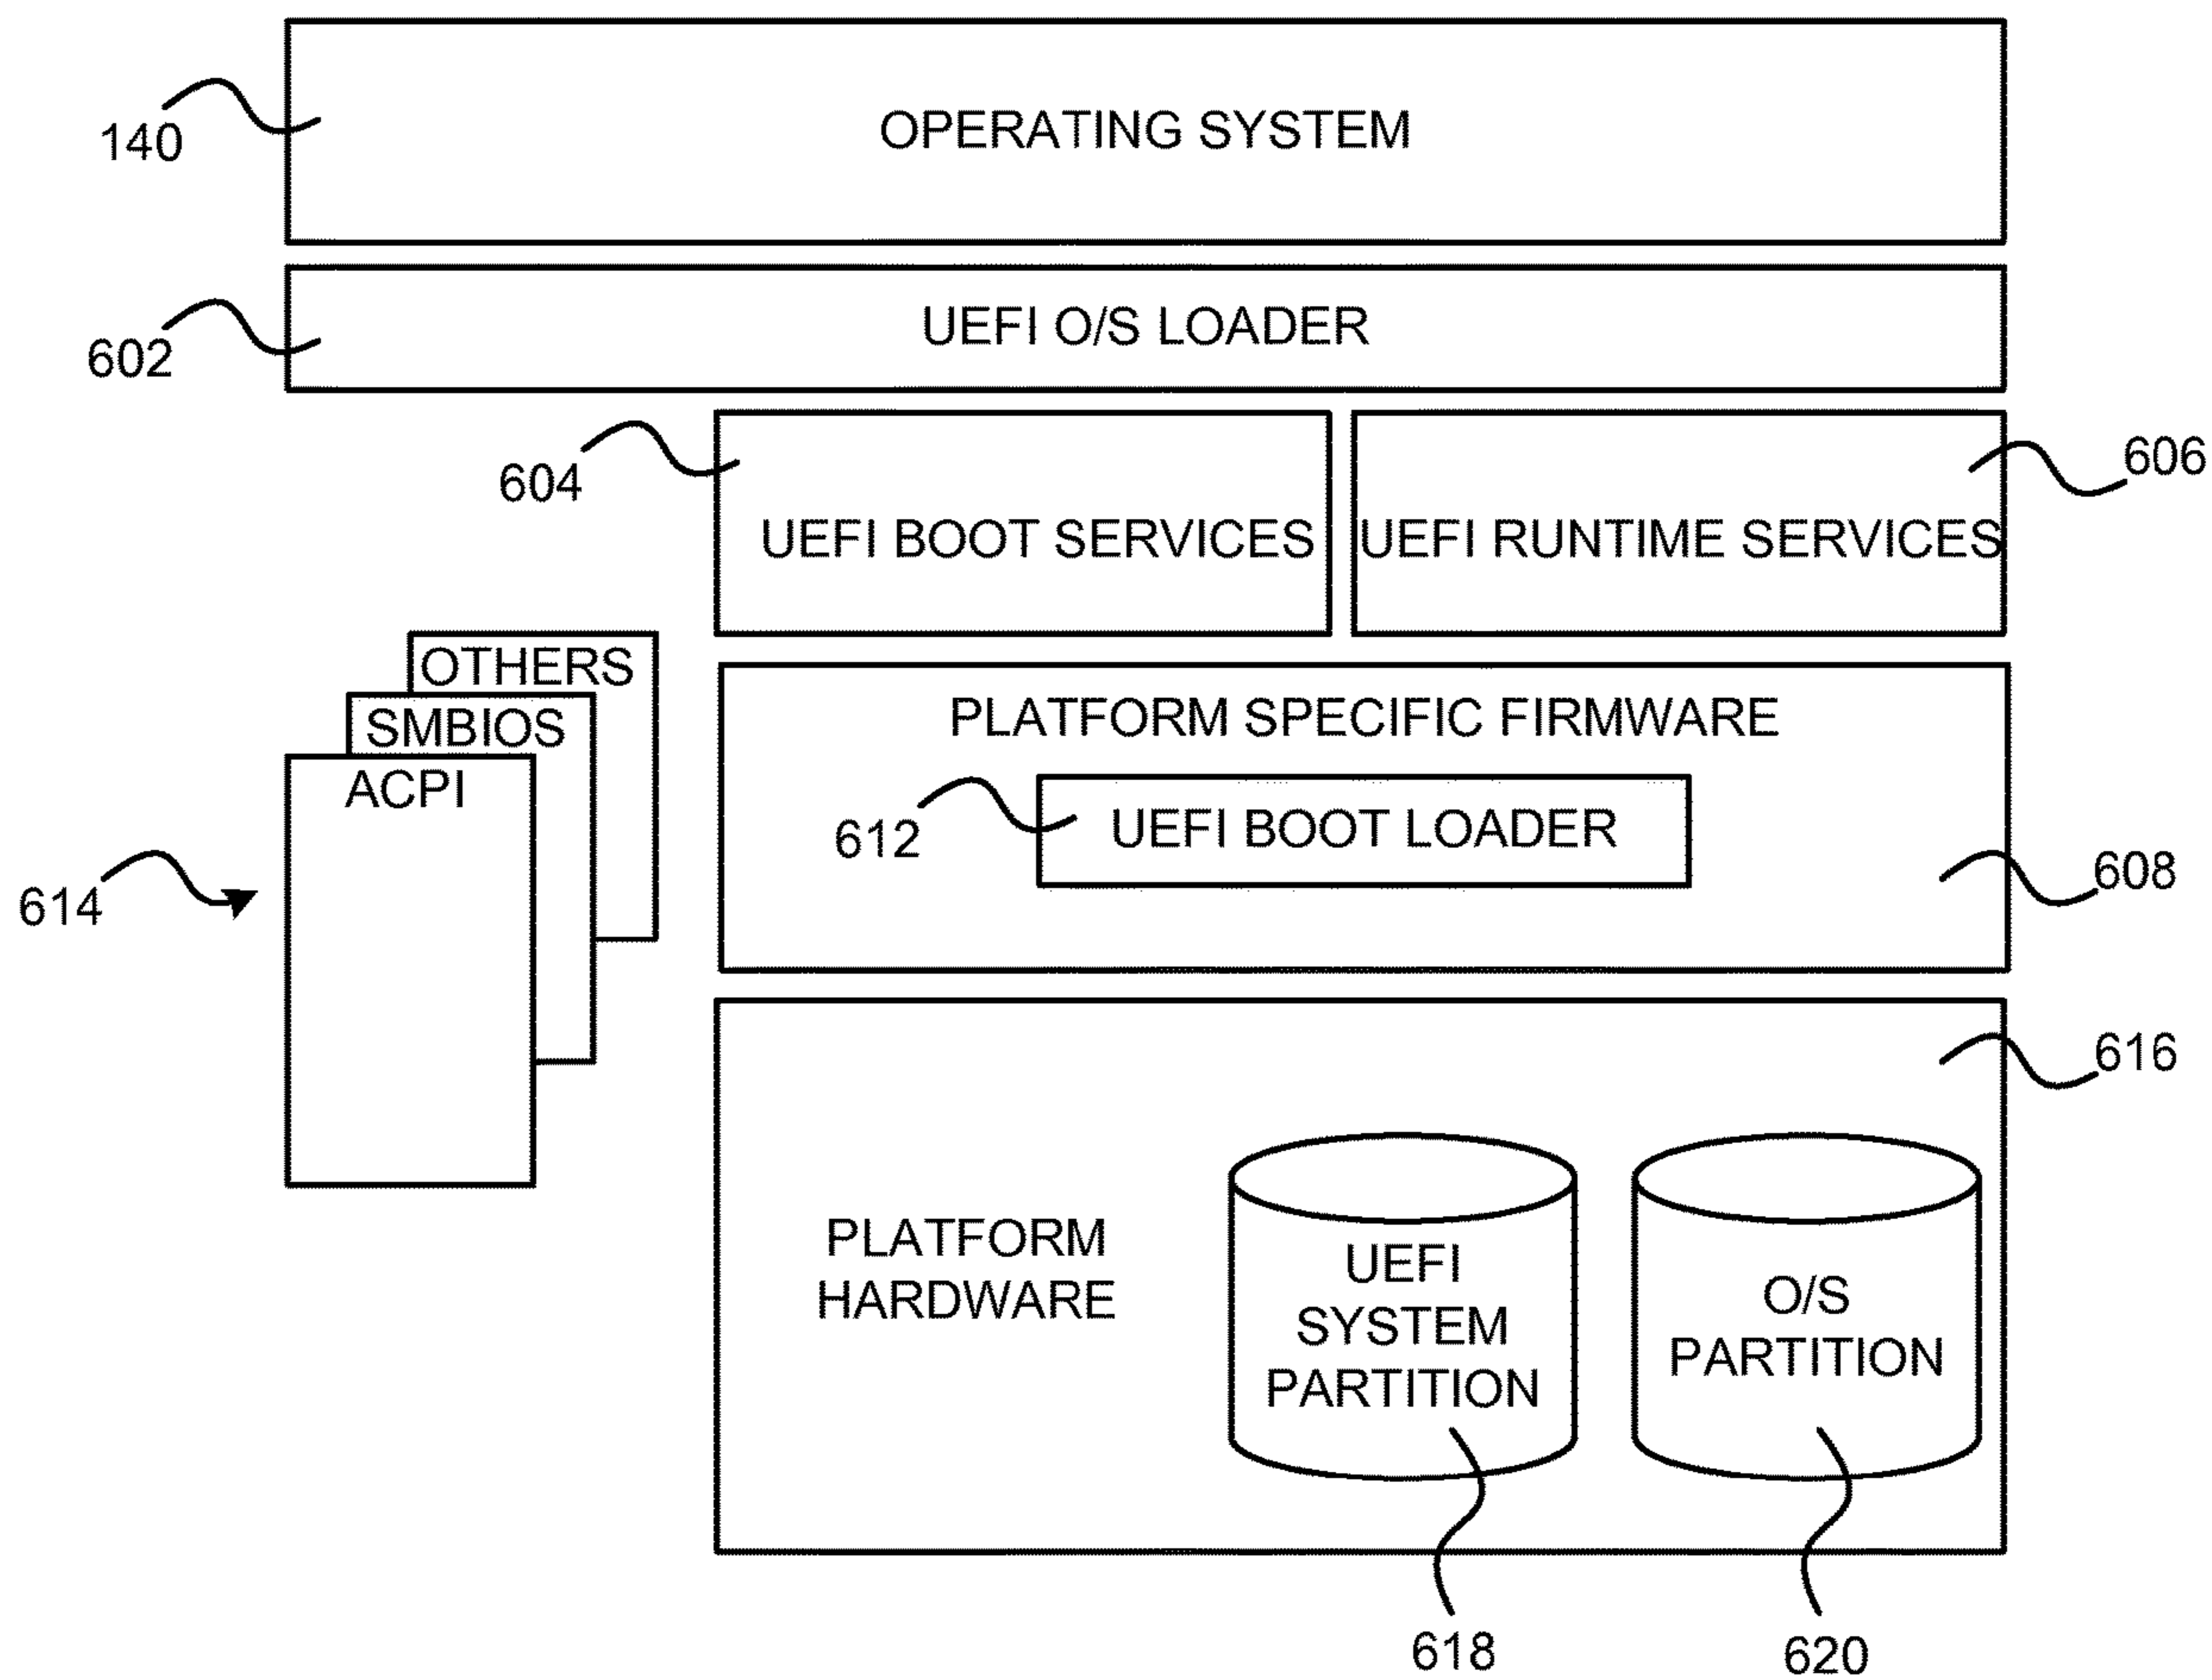 OPERATING SYSTEM
140
UEFI O/S LOADER
602
604
606
UEFI BOOT SERVICES
UEFI RUNTIME SERVICES
OTHERS
SMBIOS
ACPI
614
PLATFORM SPECIFIC FIRMWARE
612
UEFI BOOT LOADER
608
616
PLATFORM
HARDWARE
UEFI
SYSTEM
PARTITION
O/S
PARTITION
618
620